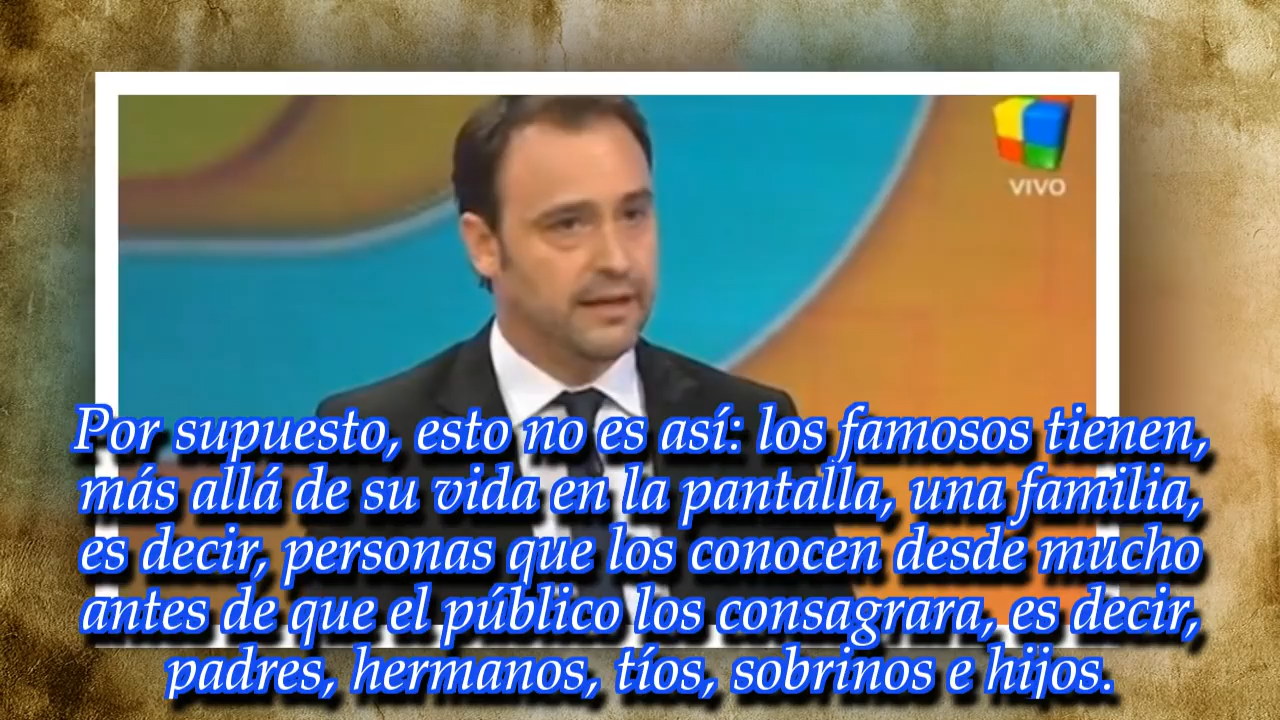 VIVO
Por supuesto, esto no es así: los famosos tienen,
más allá de su vida en la pantalla, una familia,
es decir, personas que los conocen desde mucho
antes de que el público los consagrara, es decir,
padres, hermanos, tíos, sobrinos e hijos.